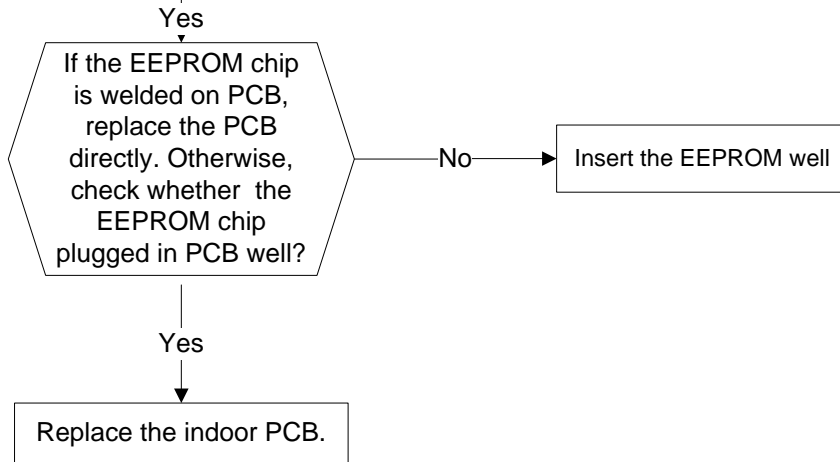 Yes
If the EEPROM chip
is welded on PCB,
replace the PCB
directly. Otherwise,
check whether the
EEPROM chip
plugged in PCB well?
No
Insert the EEPROM well
Yes
Replace the indoor PCB.